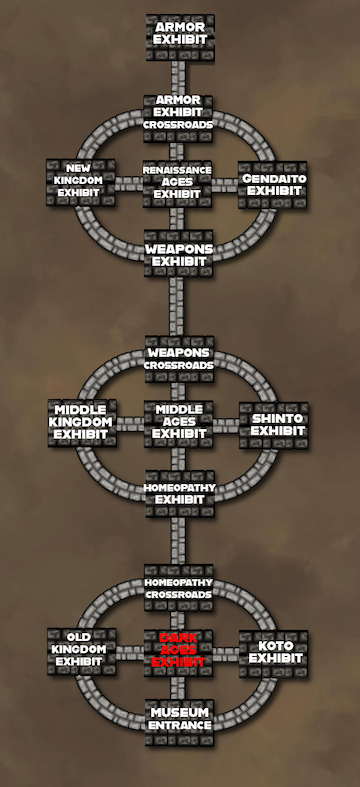 ARMOR
EXHIBIT
ARMOR
EXHIBIT
CROSSROADS
NEW
KINGDOM
EXHIBIT
RENAISSANCE
AGES
EXHIBIT
GENDAITO
EXHIBIT
WEAPONS
EXHIBIT
WEAPONS
CROSSROADS
MIDDLE
KINGDOM
EXHIBIT
MIDDLE
AGES
EXHIBIT
SHINTO
EXHIBIT
HOMEOPATHY
EXHIBIT
HOMEOPATHY
CROSSROADS
OLD
KINGDOM
EXHIBIT
DARK
AGES
EXHIBIT
KOTO
EXHIBIT
MUSEUM
ENTRANCE